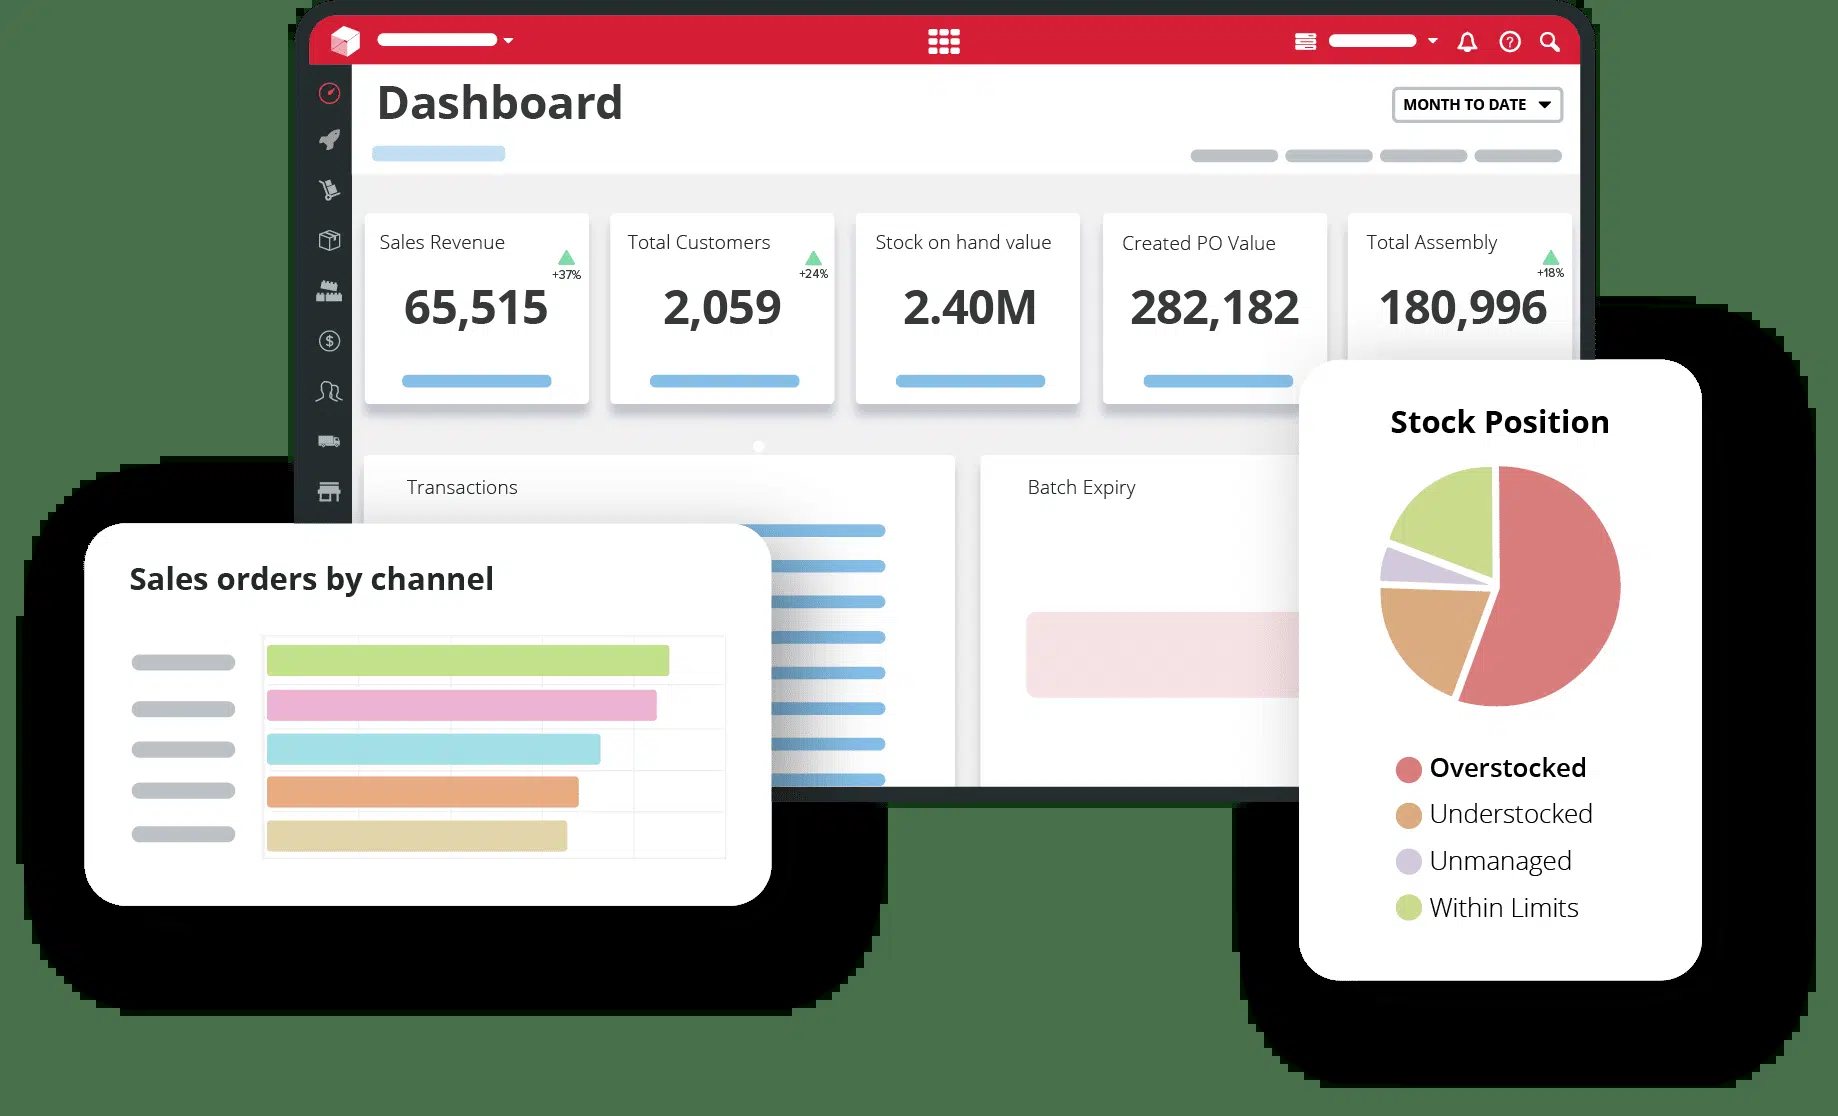 Dashboard
MONTH TO DATE
Sales Revenue
+37%
65,515
Total Customers
+24%
2,059
Stock on hand value
2.40M
Created PO Value
282,182
Total Assembly
+18%
180,996
Transactions
Batch Expiry
Sales orders by channel
Stock Position
Overstocked
Understocked
Unmanaged
Within Limits